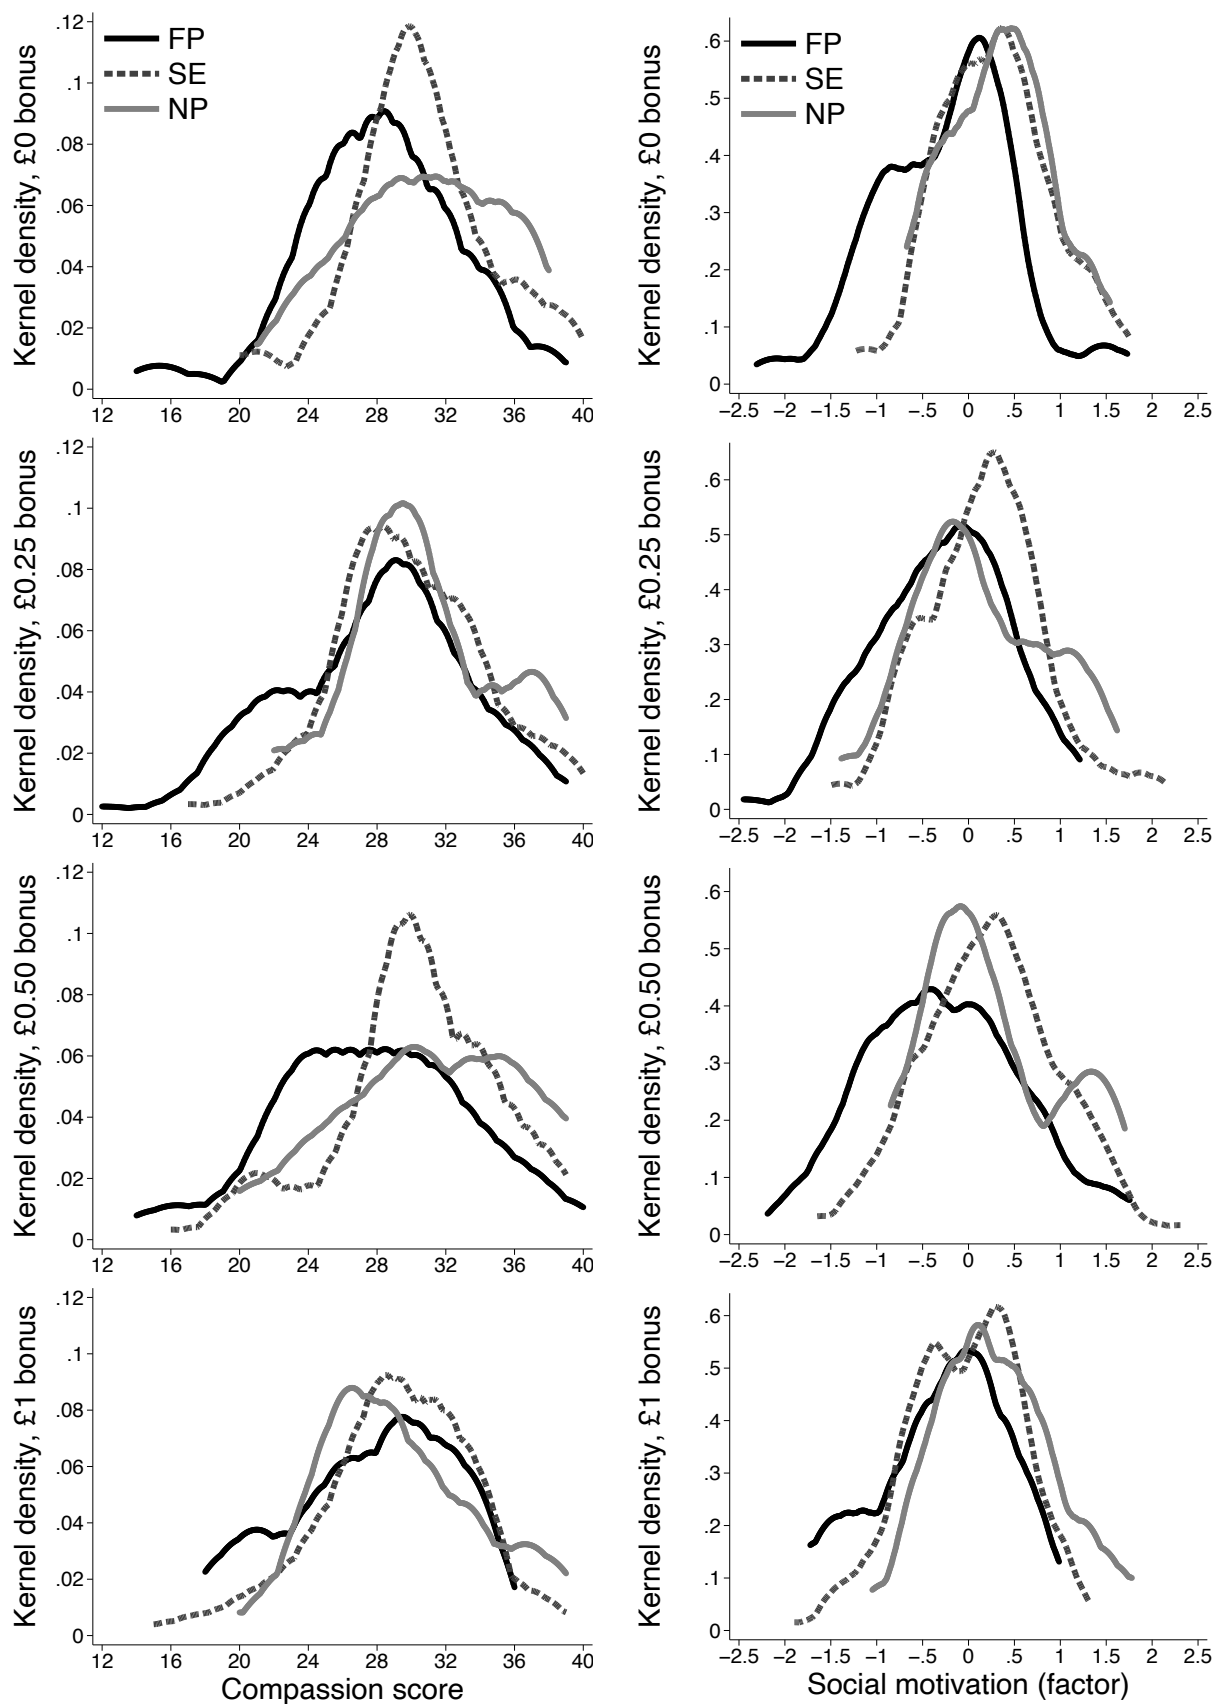 Kernel density, £0 bonus
.12
.1
.08
.06
.04
.02
0
FP
SE
NP
12 16 20 24 28 32 36 40
Kernel density, £0 bonus
.6
.5
.4
.3
.2
.1
0
FP
SE
NP
−2.5 −2 −1.5 −1 −.5 0 .5 1 1.5 2 2.5
Kernel density, £0.25 bonus
.12
.1
.08
.06
.04
.02
0
12 16 20 24 28 32 36 40
Kernel density, £0.25 bonus
.6
.5
.4
.3
.2
.1
0
−2.5 −2 −1.5 −1 −.5 0 .5 1 1.5 2 2.5
Kernel density, £0.50 bonus
.12
.1
.08
.06
.04
.02
0
12 16 20 24 28 32 36 40
Kernel density, £0.50 bonus
.6
.5
.4
.3
.2
.1
0
−2.5 −2 −1.5 −1 −.5 0 .5 1 1.5 2 2.5
Kernel density, £1 bonus
.12
.1
.08
.06
.04
.02
0
12 16 20 24 28 32 36 40
Compassion score
Kernel density, £1 bonus
.6
.5
.4
.3
.2
.1
0
−2.5 −2 −1.5 −1 −.5 0 .5 1 1.5 2 2.5
Social motivation (factor)